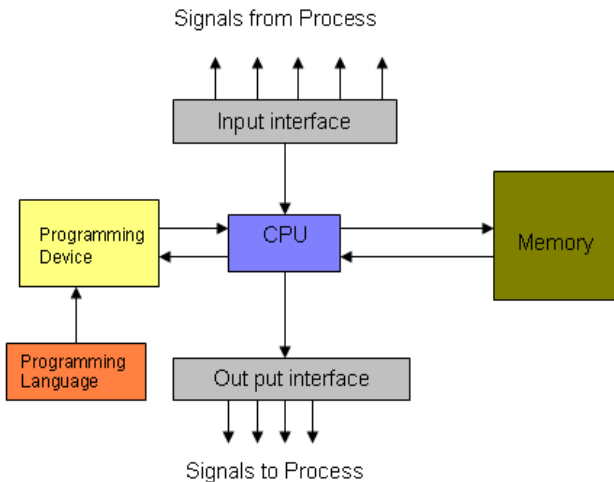 Signals from Process
Input interface
CPU
Programming
Device
Memory
Programming
Language
Out put interface
Signals to Process